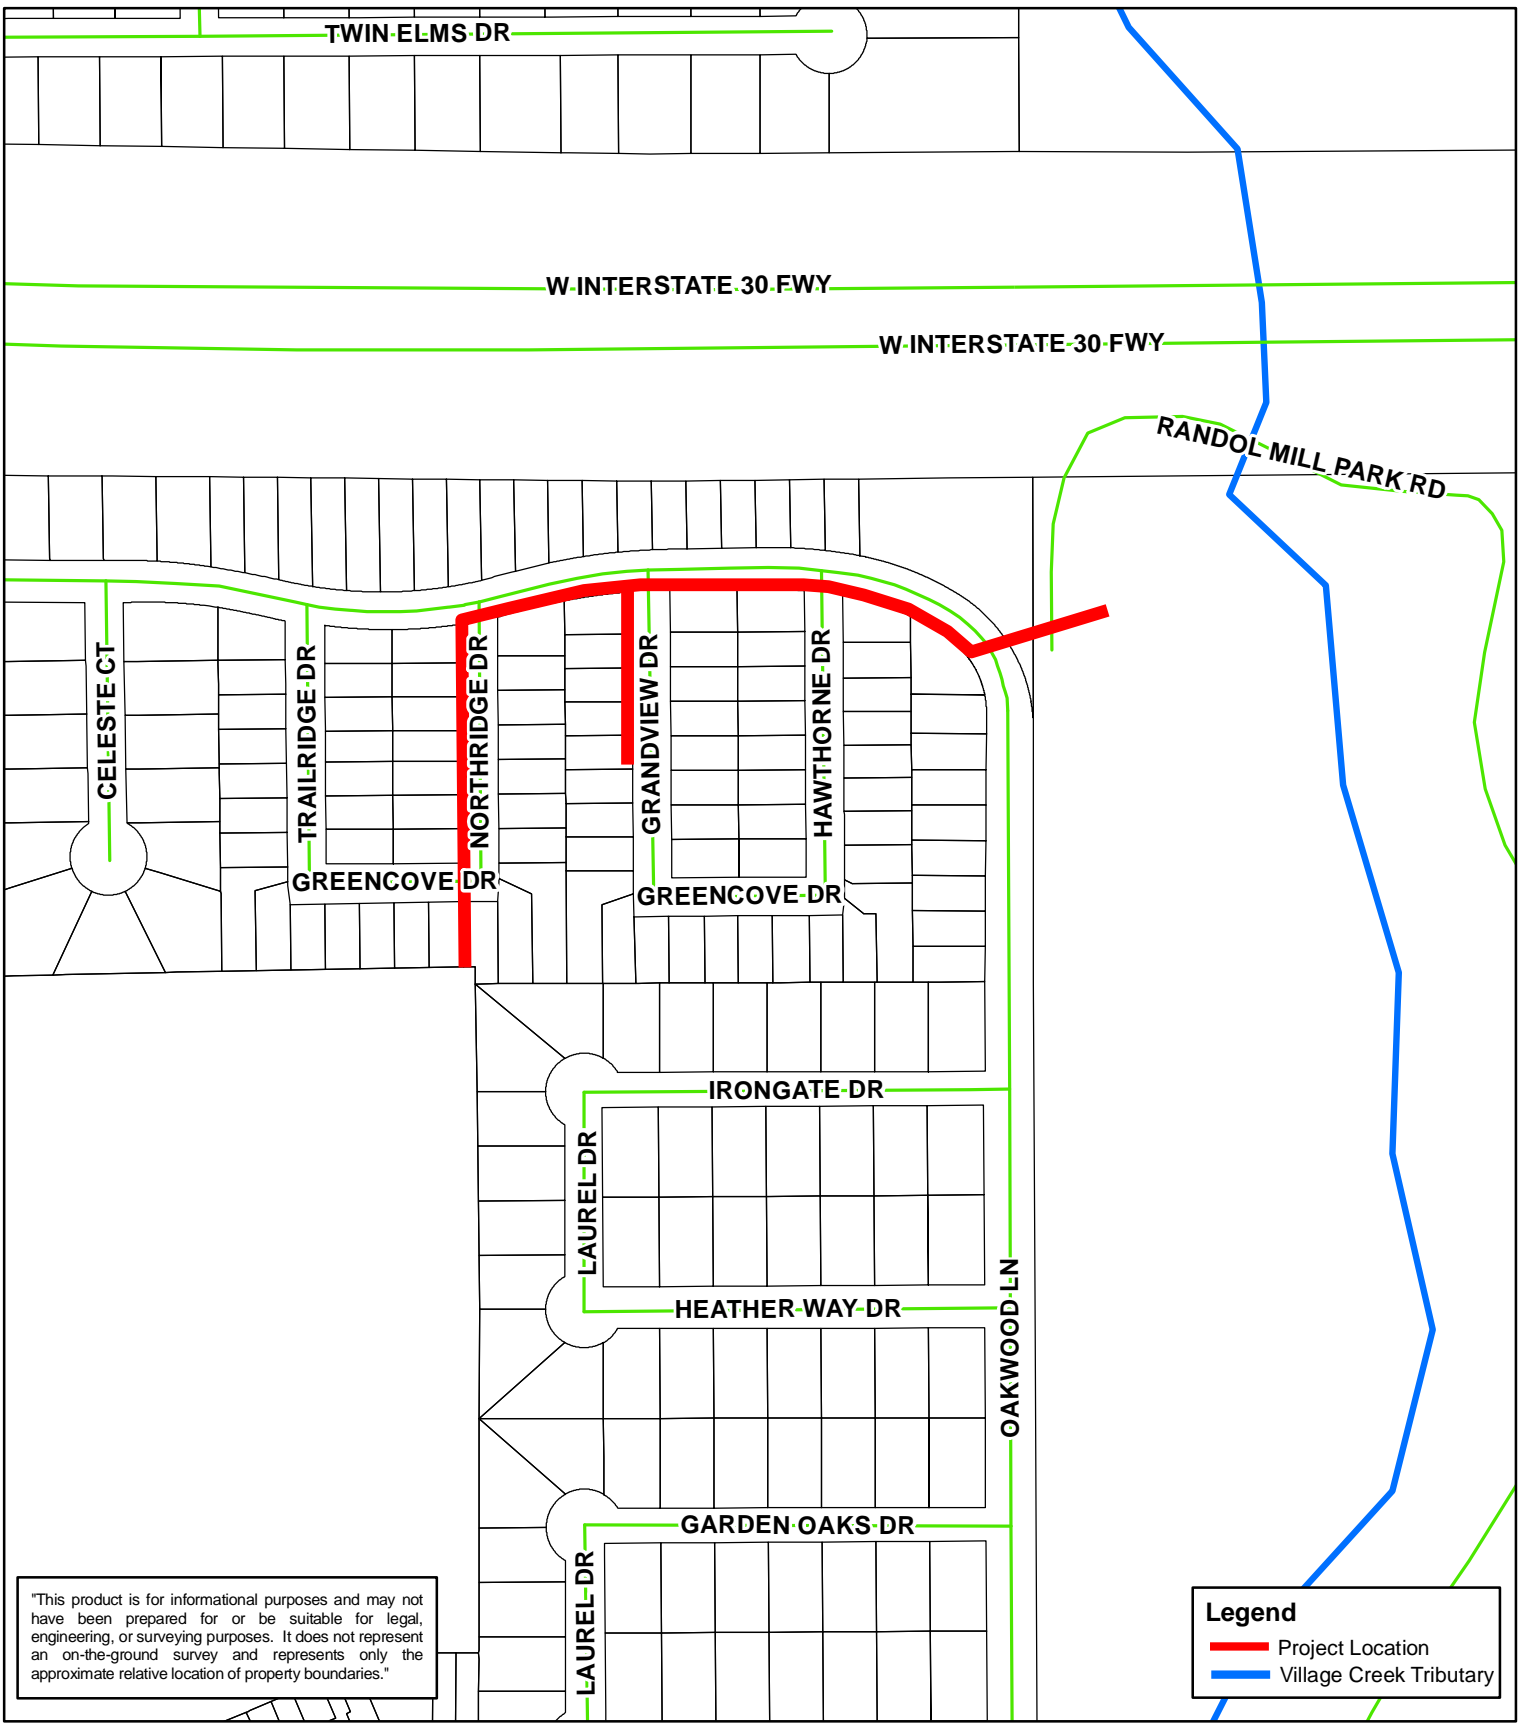 TWIN ELMS DR
W INTERSTATE 30 FWY
W INTERSTATE 30 FWY
RANDOL MILL PARK RD
CELESTE CT
TRAILRIDGE DR
NORTHRIDGE DR
GRANDVIEW DR
HAWTHORNE DR
GREENCOVE DR
GREENCOVE DR
IRONGATE DR
LAUREL DR
HEATHER WAY DR
OAKWOOD LN
GARDEN OAKS DR
LAUREL DR
"This product is for informational purposes and may not
have been prepared for or be suitable for legal,
engineering, or surveying purposes. It does not represent
an on-the-ground survey and represents only the
approximate relative location of property boundaries."
Legend
Project Location
Village Creek Tributary